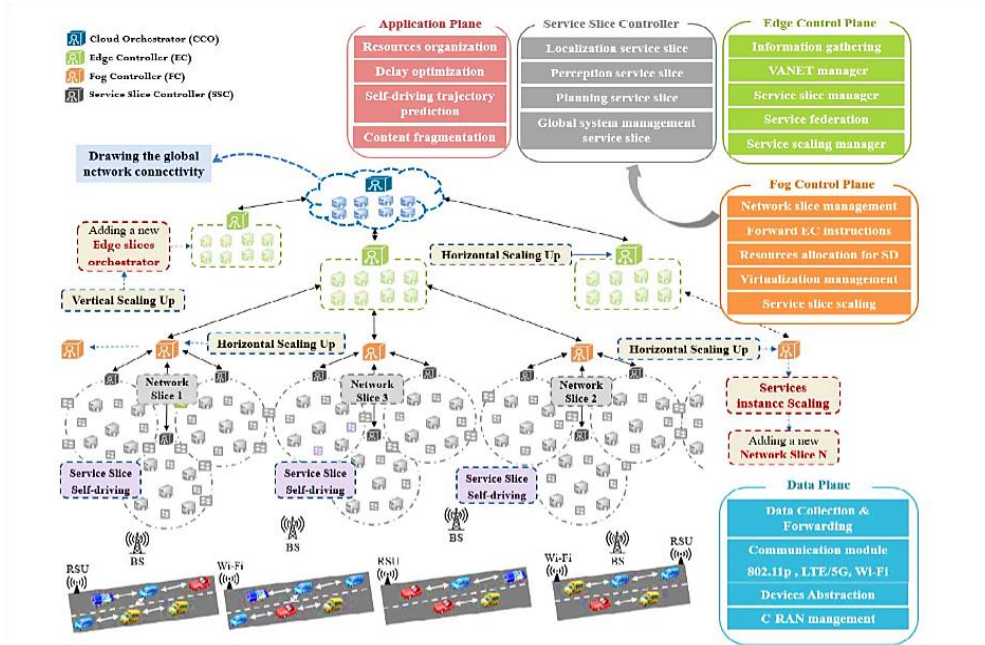 Cloud Orchestrator (CCO)
Edge Controller (EC)
Fog Controller (FC)
Service Slice Controller (SSC)
Application Plane
Resources organization
Delay optimization
Self-driving trajectory
prediction
Content fragmentation
Service Slice Controller
Localization service slice
Perception service slice
Planning service slice
Global system management
service slice
Edge Control Plane
Information gathering
VANET manager
Service slice manager
Service federation
Service scaling manager
Drawing the global
network connectivity
Fog Control Plane
Network slice management
Forward EC instructions
Resources allocation for SD
Virtualization management
Service slice scaling
Adding a new
Edge slices
orchestrator
Horizontal Scaling Up
Vertical Scaling Up
Horizontal Scaling Up
Horizontal Scaling Up
Network
Slice 1
Network
Slice 3
Network
Slice 2
Services
instance Scaling
Adding a new
Network Slice N
Service Slice
Self-driving
Service Slice
Self-driving
Service Slice
Self-driving
Data Plane
Data Collection &
Forwarding
Communication module
802.11p , LTE/5G, Wi-Fi
Devices Abstraction
C RAN mangement
BS
BS
BS
BS
RSU
Wi-Fi
RSU
Wi-Fi
RSU